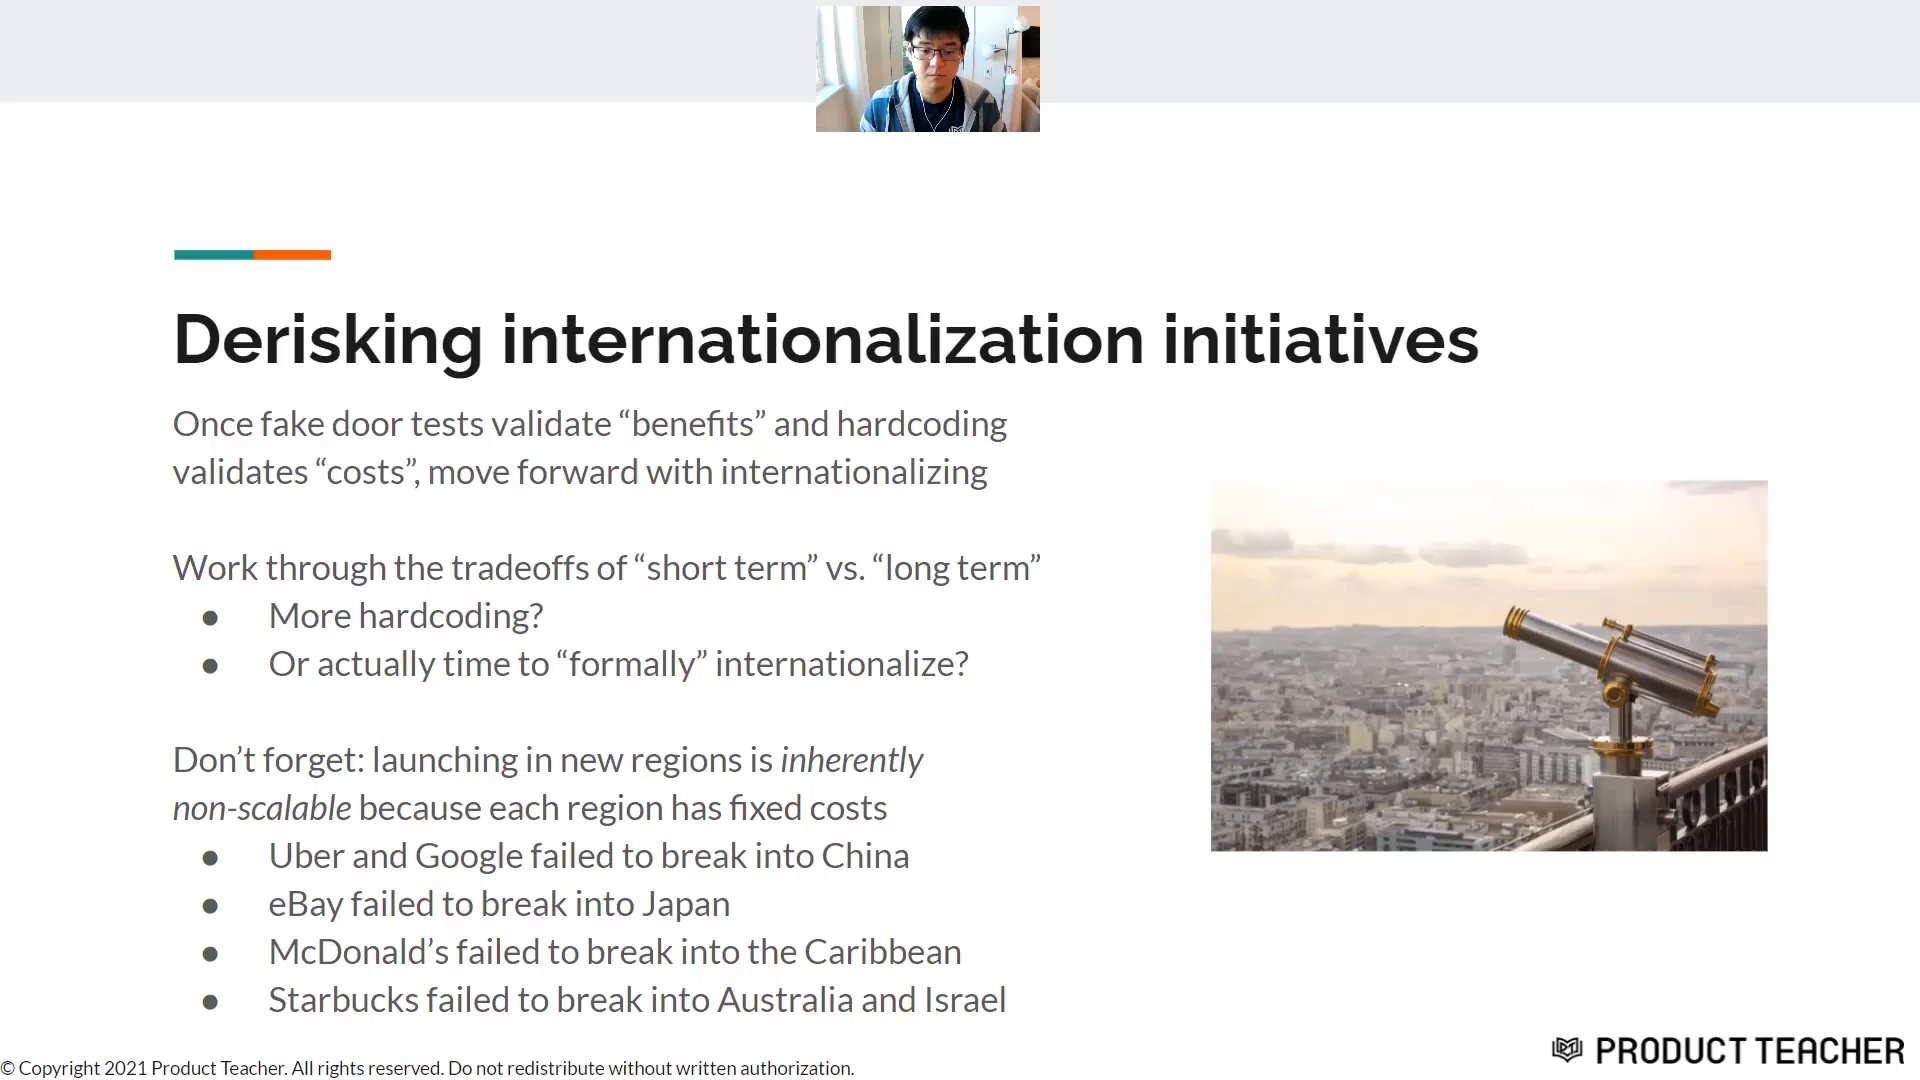 Derisking internationalization initiatives
Once fake door tests validate “benefits” and hardcoding
validates “costs”, move forward with internationalizing
Work through the tradeoffs of “short term” vs. “long term”
● More hardcoding?
● Or actually time to “formally” internationalize?
Don’t forget: launching in new regions is inherently
non-scalable because each region has fixed costs
● Uber and Google failed to break into China
● eBay failed to break into Japan
● McDonald’s failed to break into the Caribbean
● Starbucks failed to break into Australia and Israel
PRODUCT TEACHER
© Copyright 2021 Product Teacher. All rights reserved. Do not redistribute without written authorization.